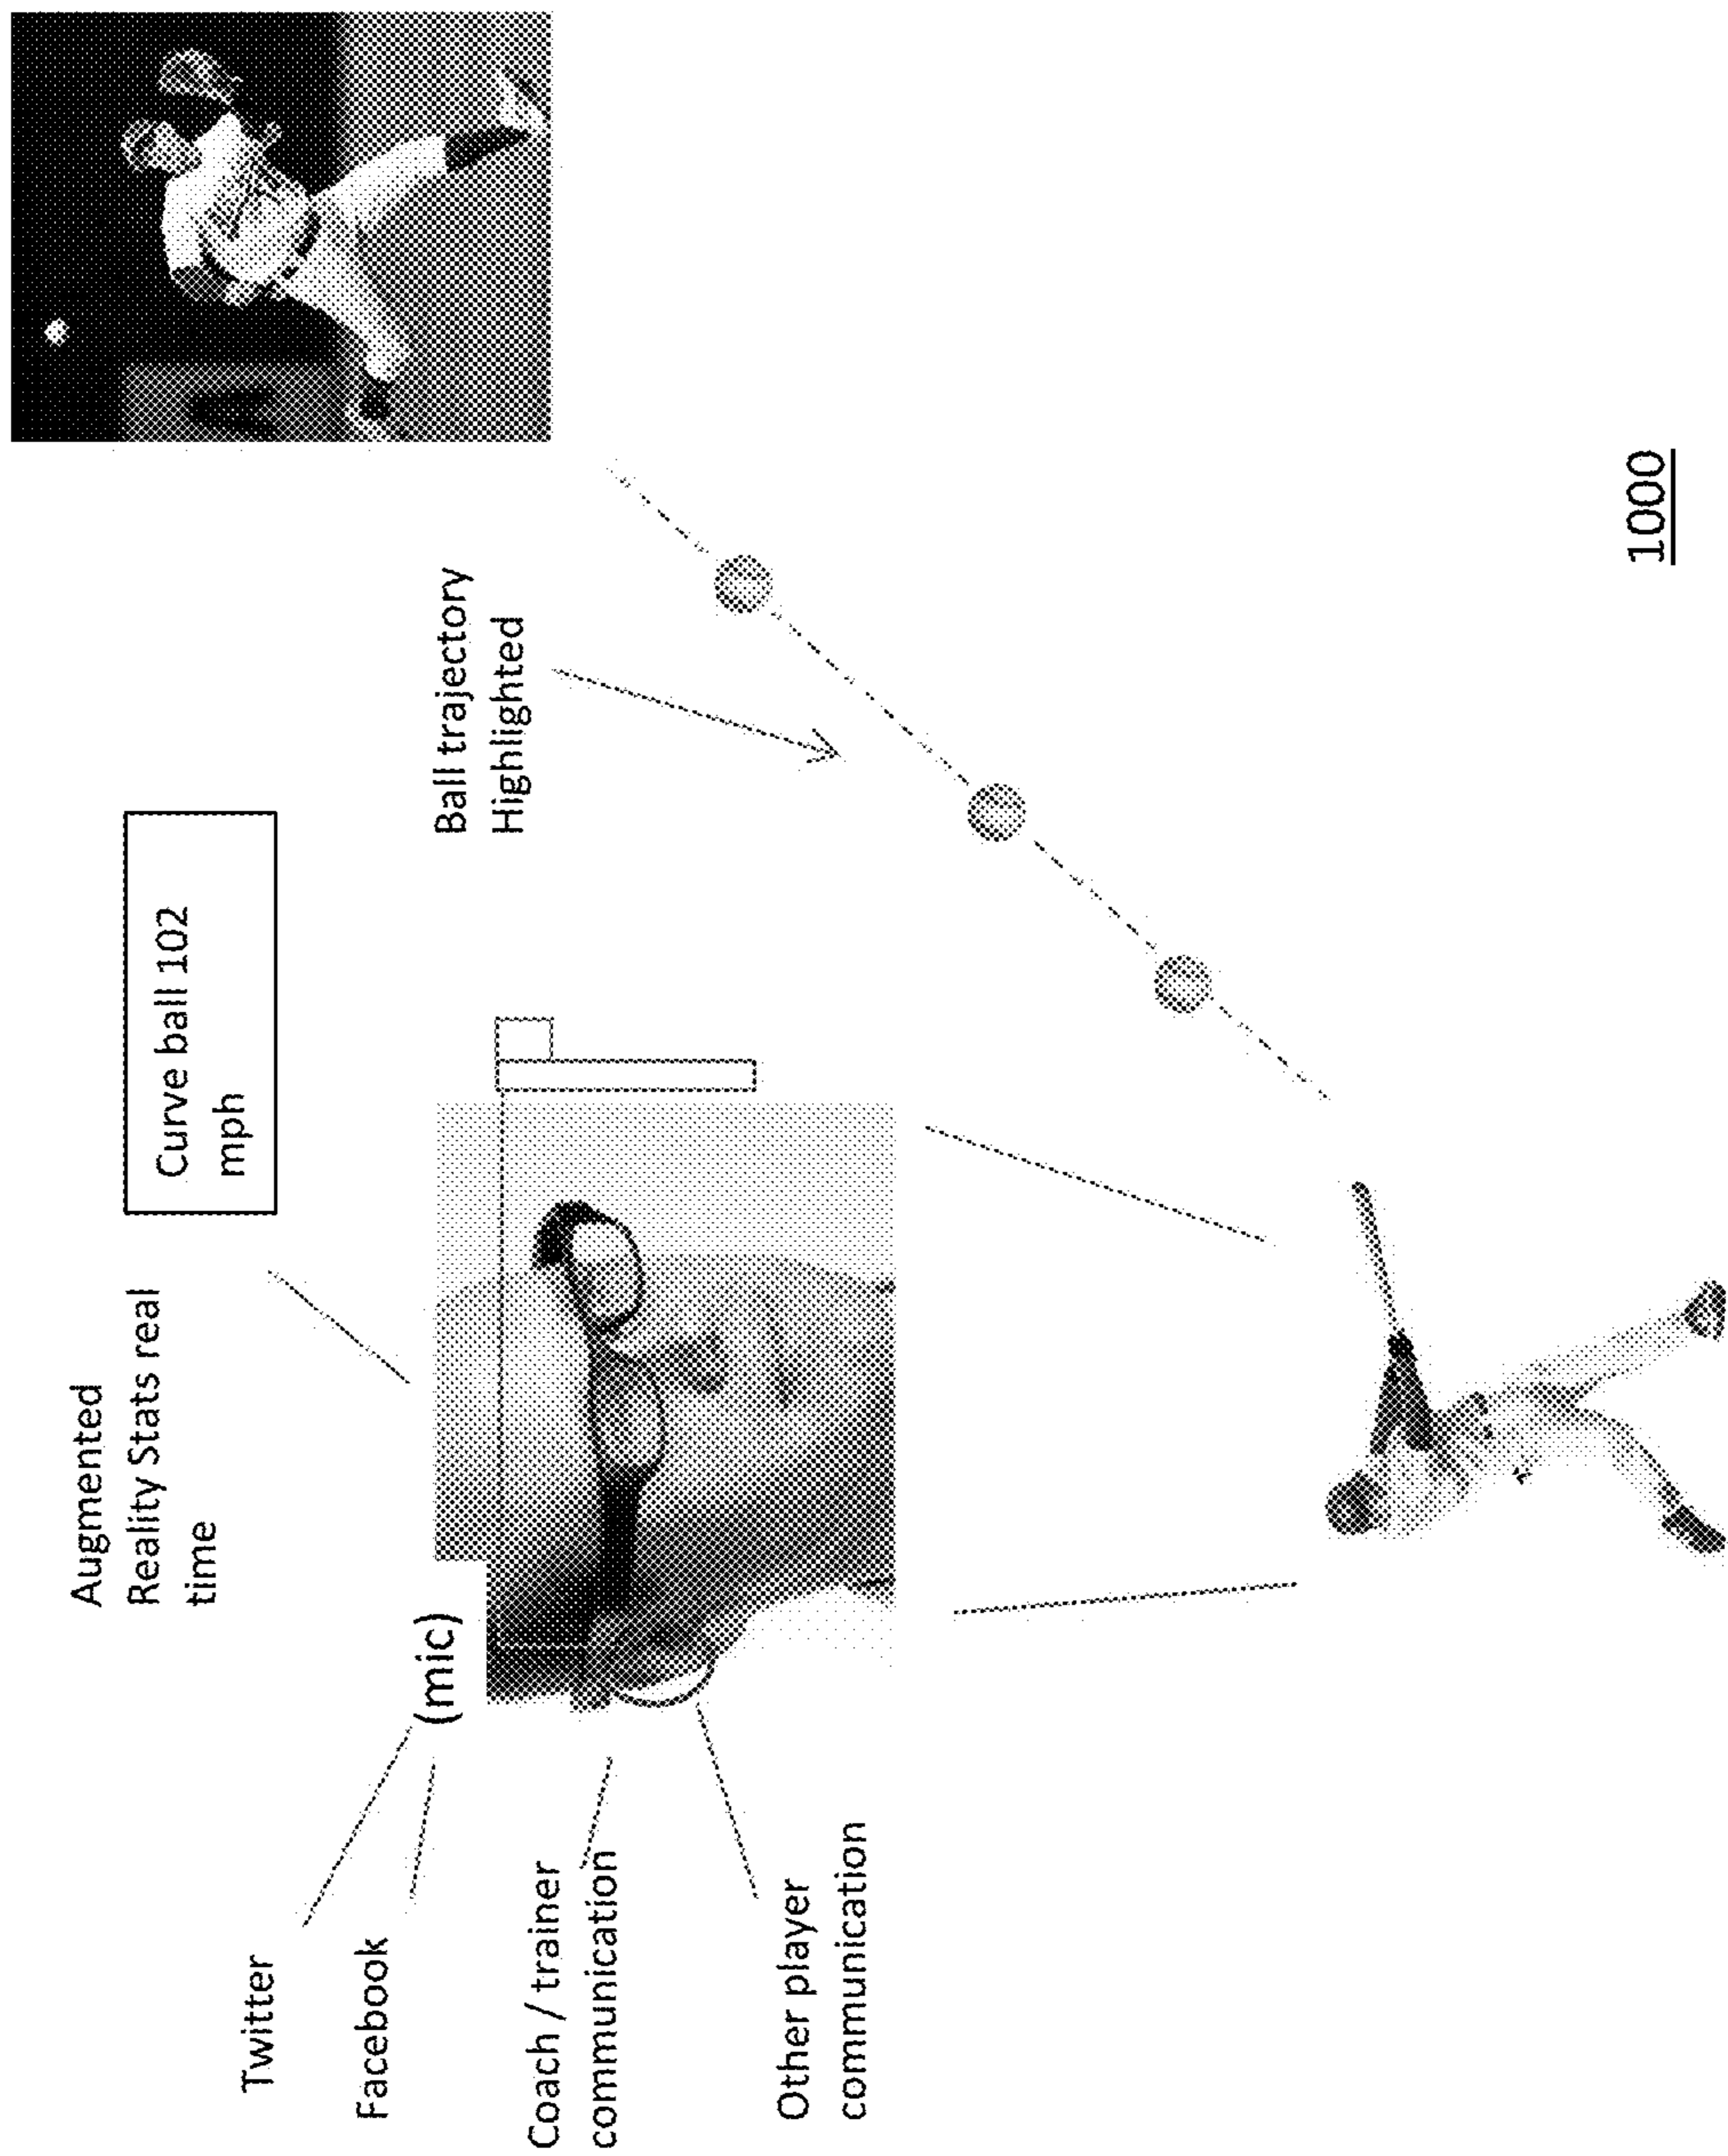 Twitter
Facebook
Coach / trainer
communication
Other player
communication
(mic)
Augmented
Reality Stats real
time
Curve ball 102
mph
Ball trajectory
Highlighted
1000